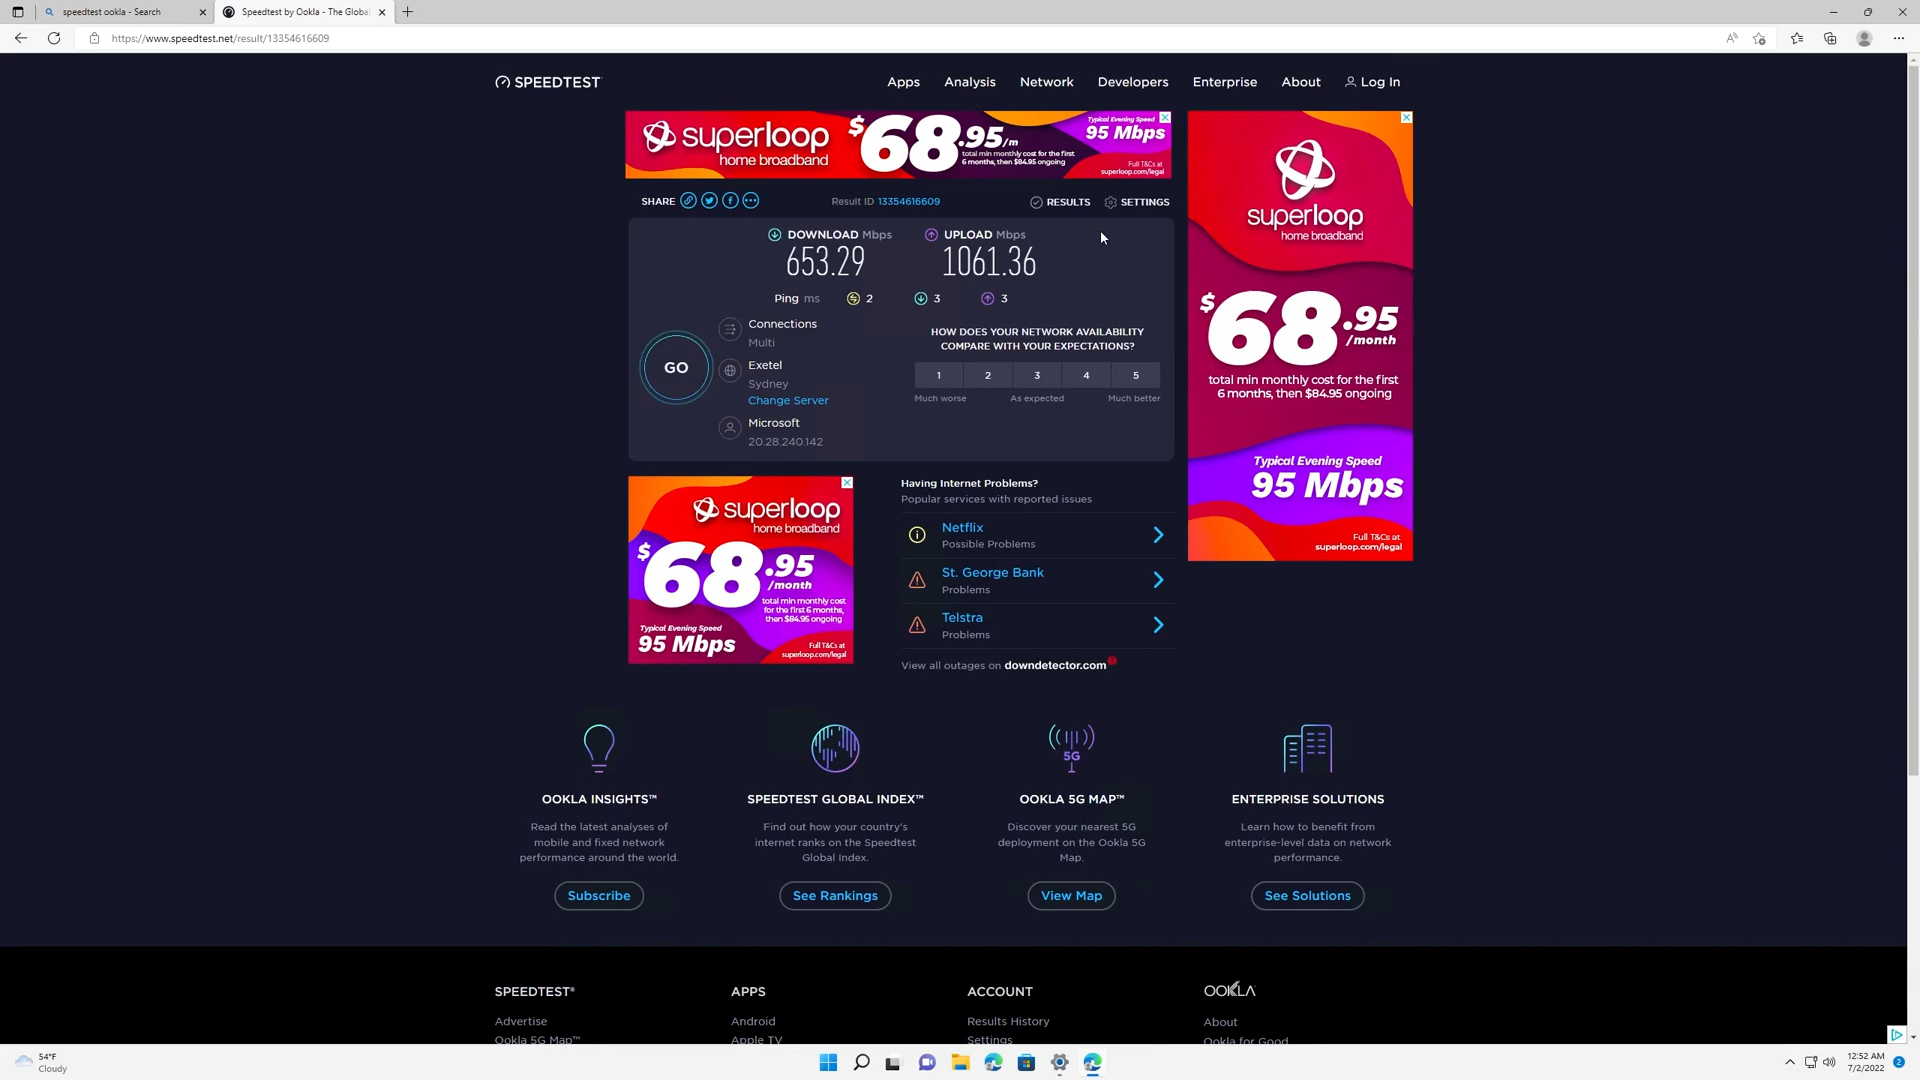 speedtest ookla - Search
Speedtest by Ookla - The Globa
https://www.speedtest.net/result/13354616609
SPEEDTEST
Apps
Analysis
Network
Developers
Enterprise
About
Log In
superloop
home broadband
$68.95/m
total min monthly cost for the first
6 months, then $84.95 ongoing
Typical Evening Speed
95 Mbps
Full T&Cs at
superloop.com/legal
SHARE
Result ID 13354616609
RESULTS
SETTINGS
DOWNLOAD Mbps
653.29
UPLOAD Mbps
1061.36
Ping ms
2
3
3
GO
Connections
Multi
Exetel
Sydney
Change Server
Microsoft
20.28.240.142
HOW DOES YOUR NETWORK AVAILABILITY
COMPARE WITH YOUR EXPECTATIONS?
1
2
3
4
5
Much worse
As expected
Much better
superloop
home broadband
$68.95
/month
total min monthly cost for the first
6 months, then $84.95 ongoing
Typical Evening Speed
95 Mbps
Full T&Cs at
superloop.com/legal
superloop
home broadband
$68.95
/month
total min monthly cost
for the first 6 months,
then $84.95 ongoing
Typical Evening Speed
95 Mbps
Full T&Cs at
superloop.com/legal
Having Internet Problems?
Popular services with reported issues
Netflix
Possible Problems
St. George Bank
Problems
Telstra
Problems
View all outages on downdetector.com
5G
OOKLA INSIGHTS™
Read the latest analyses of
mobile and fixed network
performance around the world.
Subscribe
SPEEDTEST GLOBAL INDEX™
Find out how your country's
internet ranks on the Speedtest
Global Index.
See Rankings
OOKLA 5G MAP™
Discover your nearest 5G
deployment on the Ookla 5G
Map.
View Map
ENTERPRISE SOLUTIONS
Learn how to benefit from
enterprise-level data on network
performance.
See Solutions
SPEEDTEST®
Advertise
Ookla 5G Map™
APPS
Android
Apple TV
ACCOUNT
Results History
Settings
OOKLA
About
Ookla for Good
54°F
Cloudy
12:52 AM
7/2/2022
2